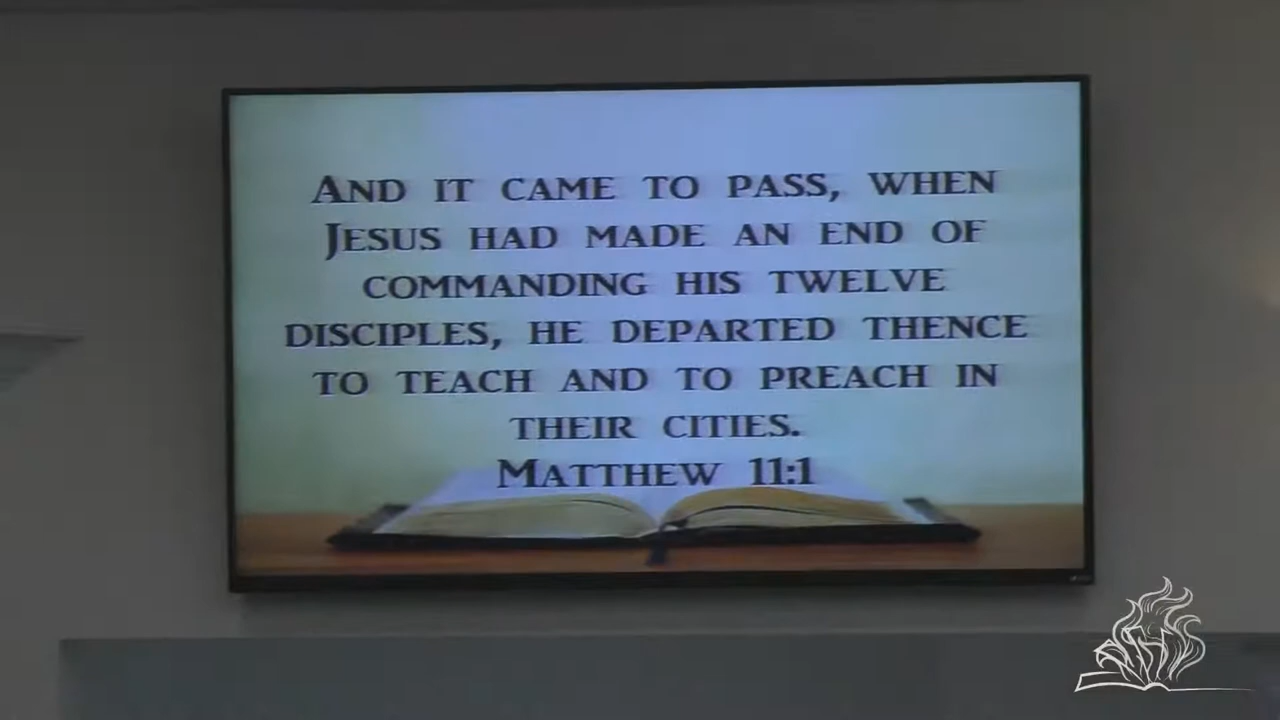 And it came to pass, when
Jesus had made an end of
commanding his twelve
disciples, he departed thence
to teach and to preach in
their cities.
Matthew 11:1